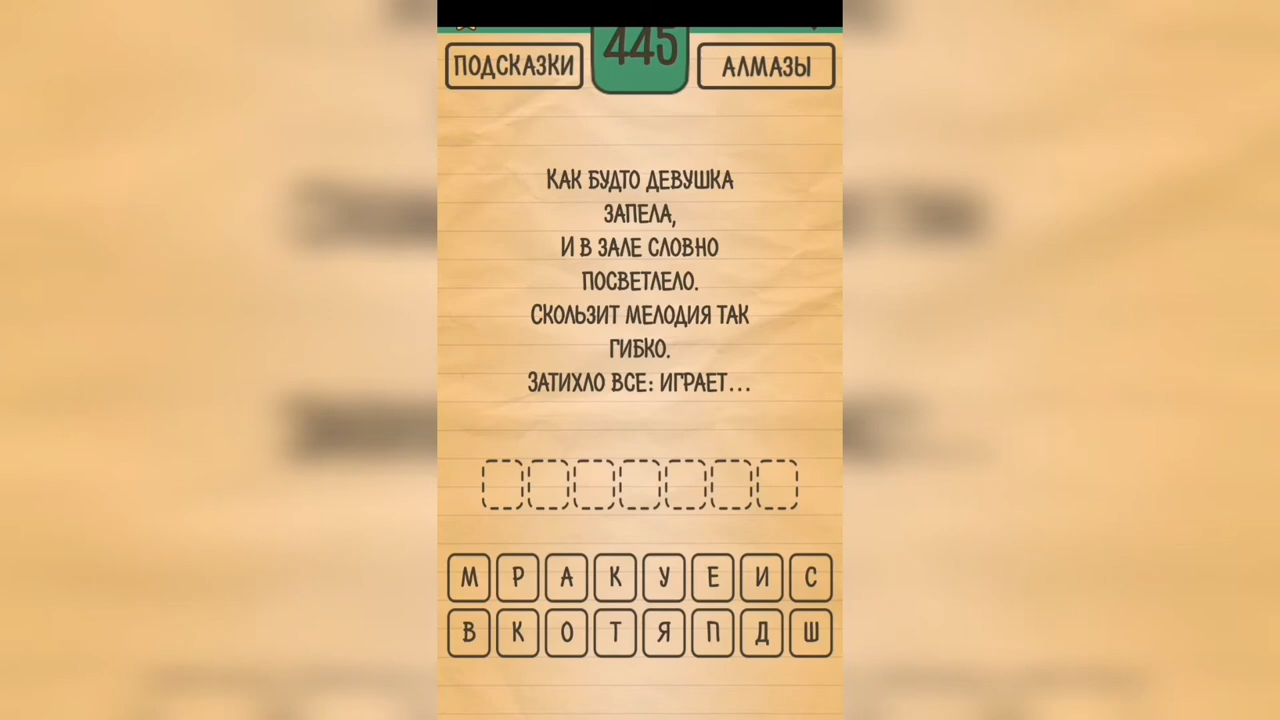 445
ПОДСКАЗКИ
АЛМАЗЫ
КАК БУДТО ДЕВУШКА
ЗАПЕЛА,
И В ЗАЛЕ СЛОВНО
ПОСВЕТЛЕЛО.
СКОЛЬЗИТ МЕЛОДИЯ ТАК
ГИБКО.
ЗАТИХЛО ВСЕ: ИГРАЕТ...
М Р А К У Е И С
В К О Т Я П Д Ш